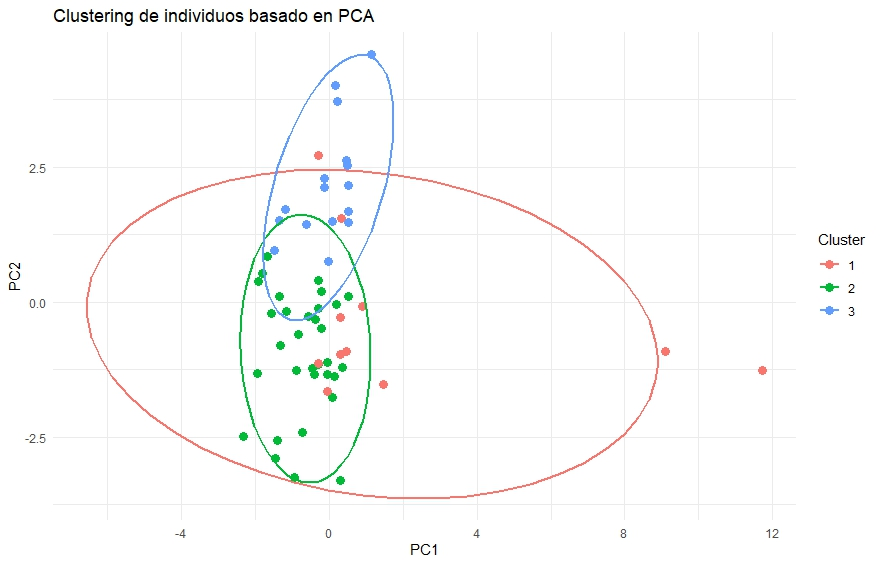 Clustering de individuos basado en PCA
PC2
2.5
0.0
-2.5
-4
0
4
8
12
PC1
Cluster
1
2
3